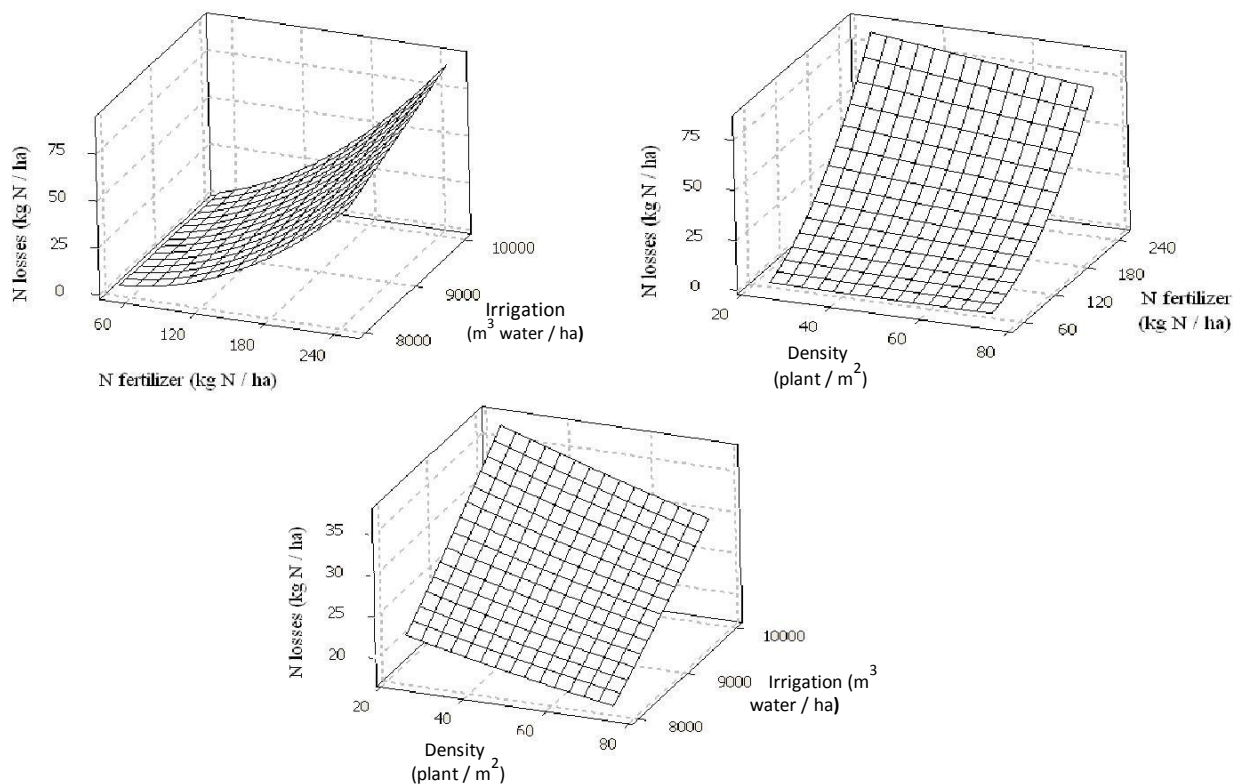 N losses (kg N / ha)
75
50
25
0
60
120
180
240
N fertilizer (kg N / ha)
8000
9000
10000
Irrigation
(m³ water / ha)
N losses (kg N / ha)
75
50
25
0
20
40
60
80
Density
(plant / m²)
60
120
180
240
N fertilizer
(kg N / ha)
N losses (kg N / ha)
35
30
25
20
20
40
60
80
Density
(plant / m²)
8000
9000
10000
Irrigation (m³
water / ha)